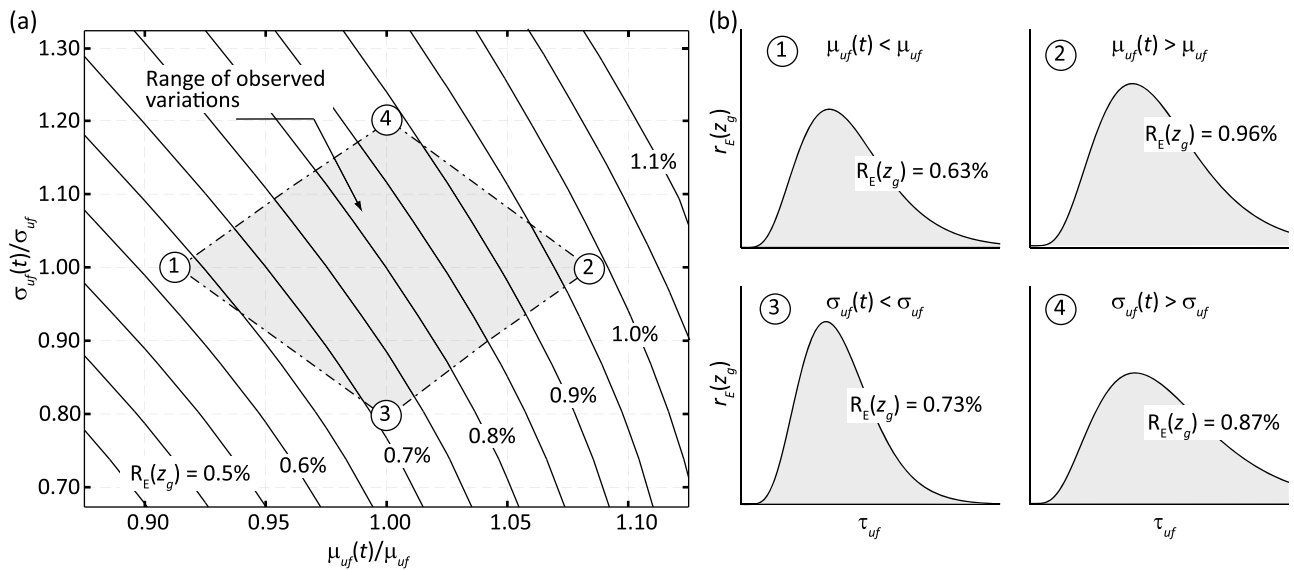 (a)
σuf(t)/σuf
1.30
1.20
1.10
1.00
0.90
0.80
0.70
Range of observed
variations
4
1
2
3
1.1%
1.0%
0.9%
0.8%
0.7%
0.6%
RE(zg) = 0.5%
0.90 0.95 1.00 1.05 1.10
μuf(t)/μuf
(b)
1 μuf(t) < μuf
rE(zg)
RE(zg) = 0.63%
2 μuf(t) > μuf
RE(zg) = 0.96%
3 σuf(t) < σuf
rE(zg)
RE(zg) = 0.73%
τuf
4 σuf(t) > σuf
RE(zg) = 0.87%
τuf